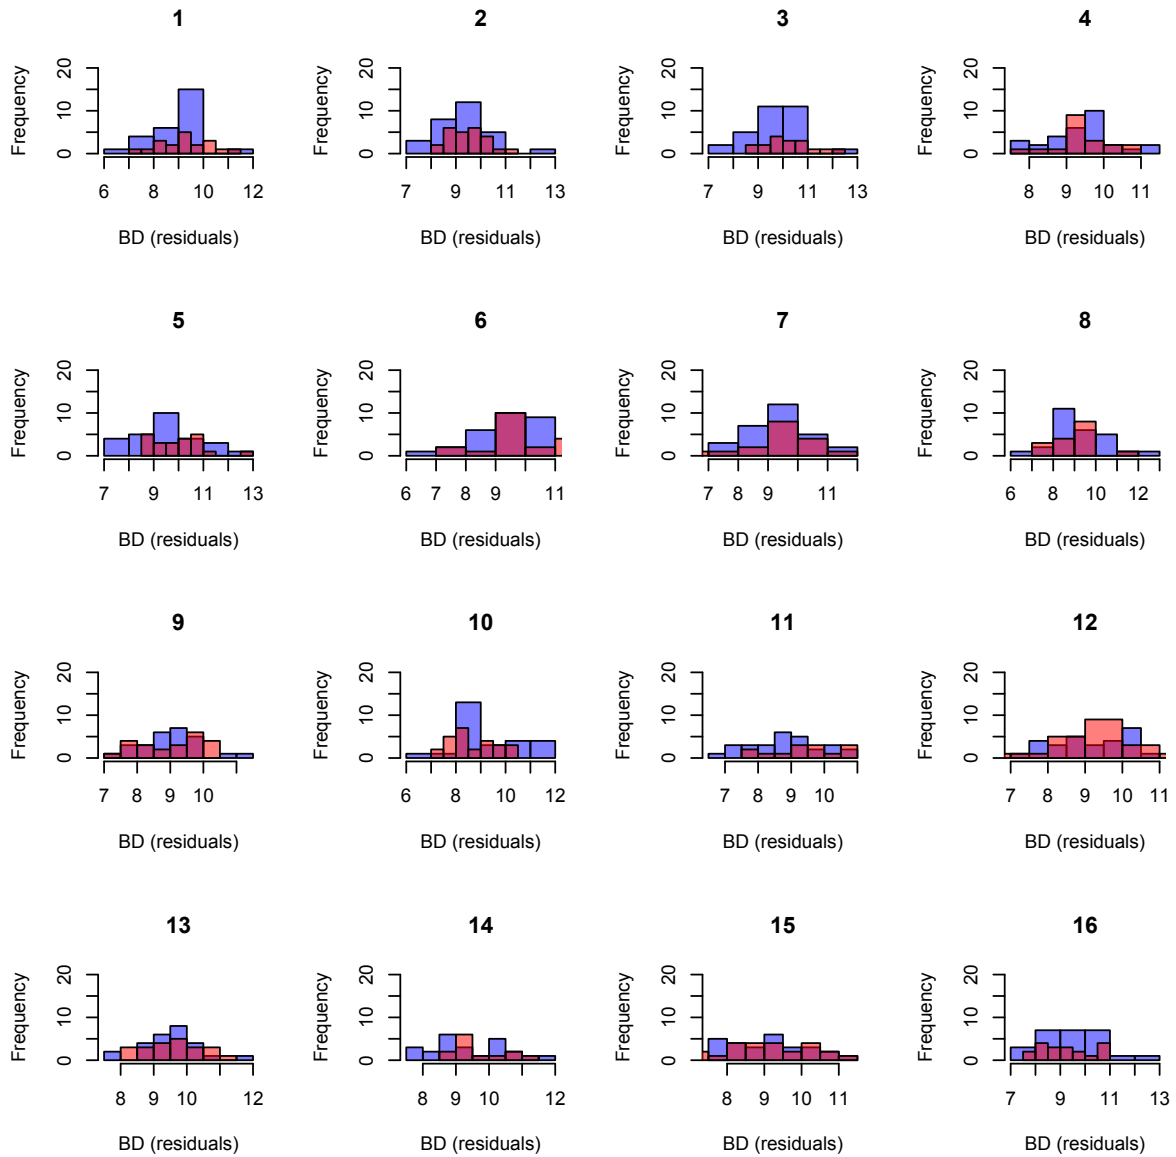 1 2 3 4
Frequency 0 10 20 Frequency 0 10 20 Frequency 0 10 20 Frequency 0 10 20
6 8 10 12 7 9 11 13 7 9 11 13 9 10 11
BD (residuals) BD (residuals) BD (residuals) BD (residuals)
5 6 7 8
Frequency 0 10 20 Frequency 0 10 20 Frequency 0 10 20 Frequency 0 10 20
7 9 11 13 6 7 8 9 11 7 8 9 11 6 8 10 12
BD (residuals) BD (residuals) BD (residuals) BD (residuals)
9 10 11 12
Frequency 0 10 20 Frequency 0 10 20 Frequency 0 10 20 Frequency 0 10 20
7 8 9 10 6 8 10 12 7 8 9 10 7 8 9 10 11
BD (residuals) BD (residuals) BD (residuals) BD (residuals)
13 14 15 16
Frequency 0 10 20 Frequency 0 10 20 Frequency 0 10 20 Frequency 0 10 20
8 9 10 12 8 9 10 12 8 9 10 11 7 9 11 13
BD (residuals) BD (residuals) BD (residuals) BD (residuals)